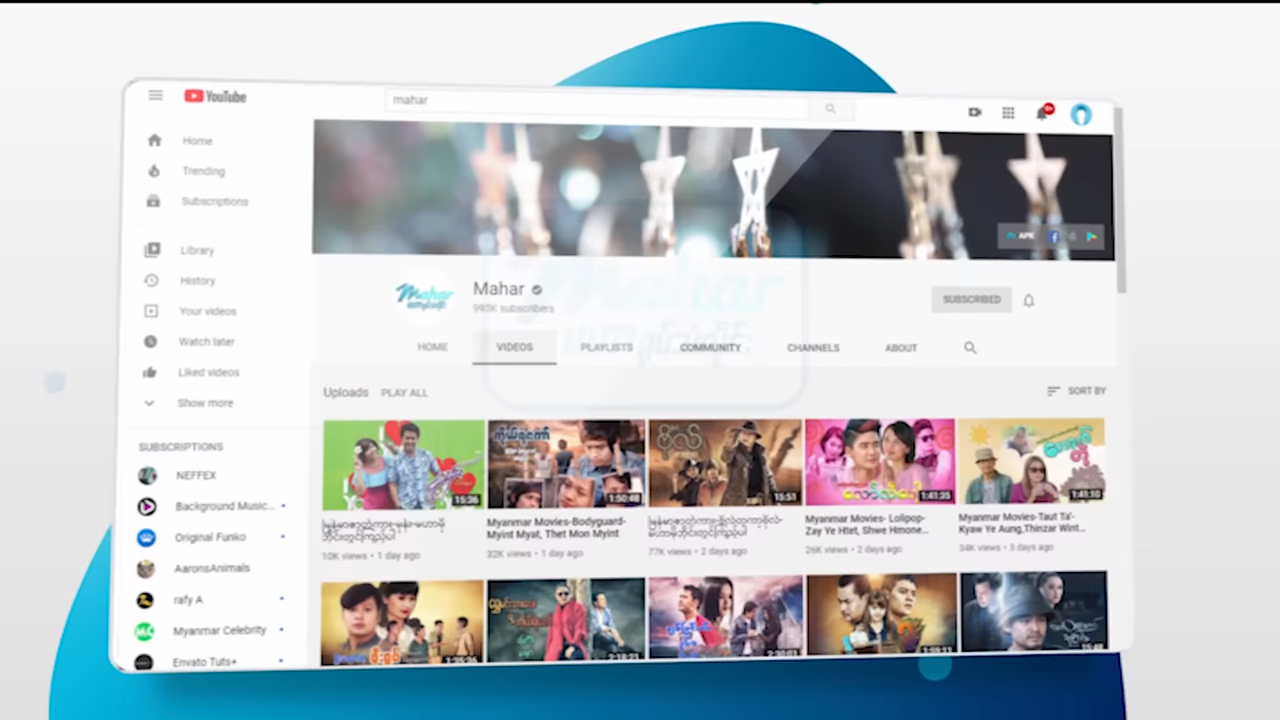 YouTube
mahar
9+
Home
Trending
Subscriptions
Library
History
Your videos
Watch later
Liked videos
Show more
SUBSCRIPTIONS
NEFFEX
Background Music...
Original Funko
AaronsAnimals
rafy A
Myanmar Celebrity
Envato Tuts+
APK
Mahar
Mahar
993K subscribers
SUBSCRIBED
HOME
VIDEOS
PLAYLISTS
COMMUNITY
CHANNELS
ABOUT
Uploads
PLAY ALL
SORT BY
15:36
1:50:48
15:51
1:41:35
1:41:10
10K views • 1 day ago
Myanmar Movies-Bodyguard-
Myint Myat, Thet Mon Myint
32K views • 1 day ago
77K views • 2 days ago
Myanmar Movies- Lolipop-
Zay Ye Htet, Shwe Hmone...
26K views • 2 days ago
Myanmar Movies-Taut Ta'-
Kyaw Ye Aung,Thinzar Wint...
34K views • 3 days ago